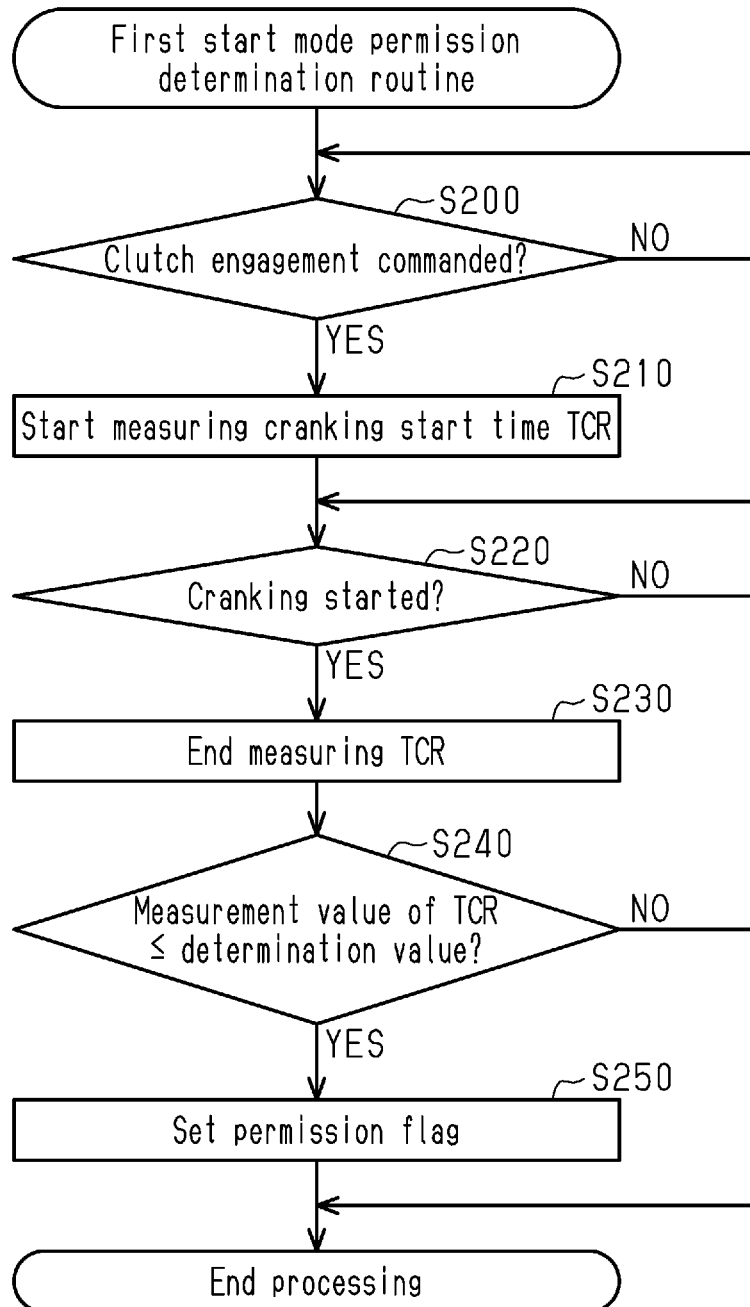 First start mode permission
determination routine
S200
Clutch engagement commanded?
NO
YES
S210
Start measuring cranking start time TCR
S220
Cranking started?
NO
YES
S230
End measuring TCR
S240
Measurement value of TCR
≤ determination value?
NO
YES
S250
Set permission flag
End processing